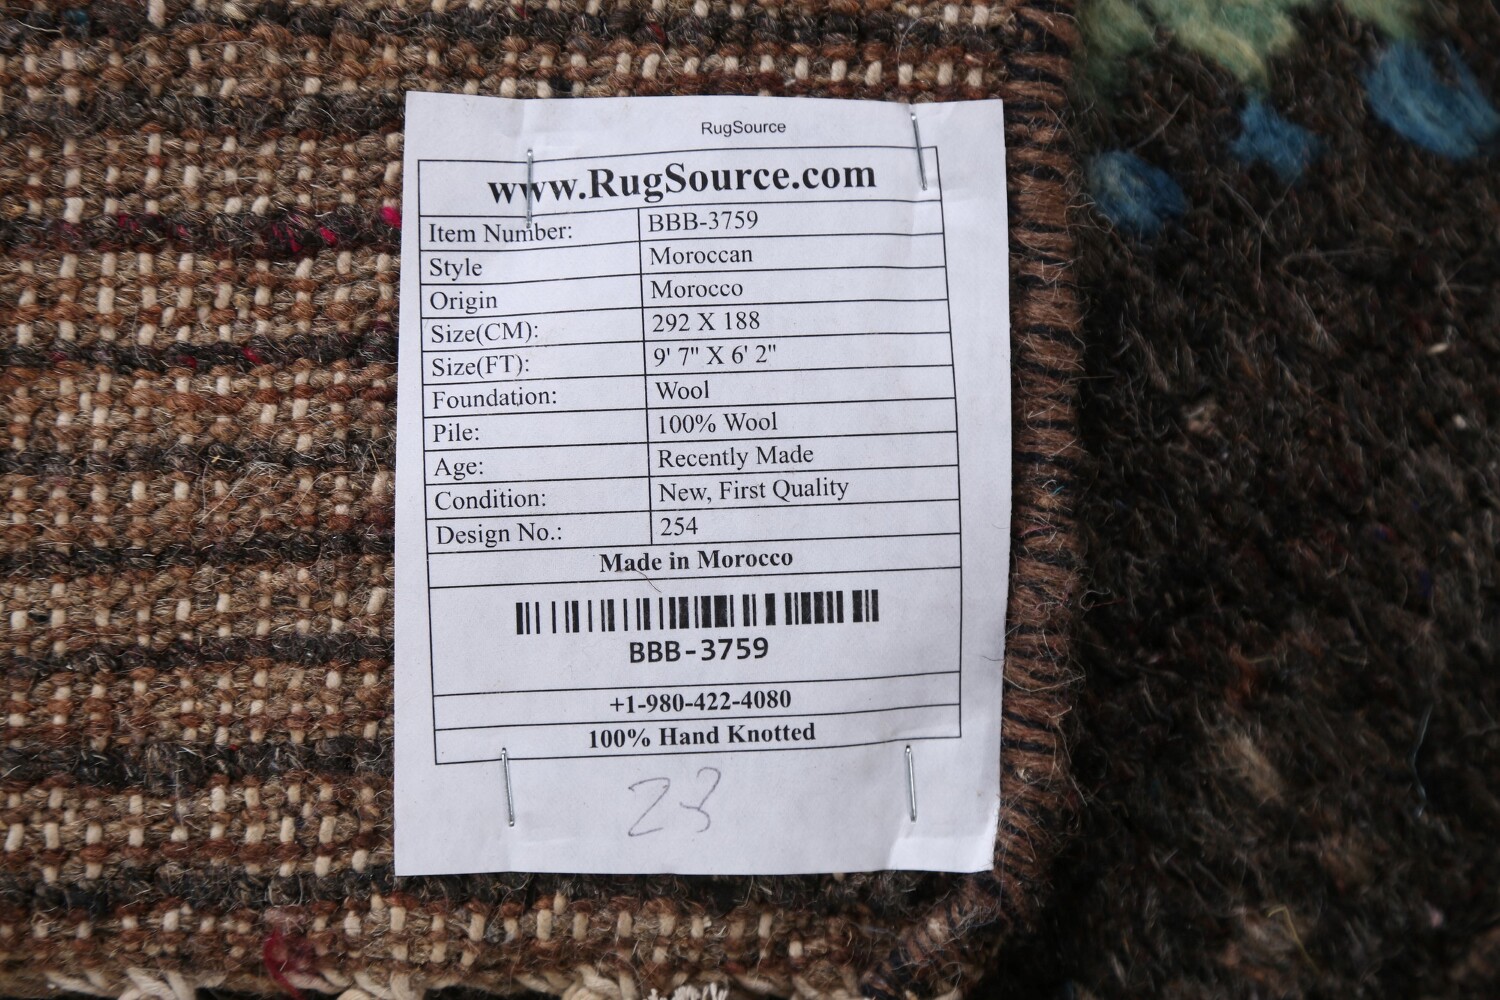 RugSource
www.RugSource.com
Item Number: BBB-3759
Style Moroccan
Origin Morocco
Size(CM): 292 X 188
Size(FT): 9' 7" X 6' 2"
Foundation: Wool
Pile: 100% Wool
Age: Recently Made
Condition: New, First Quality
Design No.: 254
Made in Morocco
BBB-3759
+1-980-422-4080
100% Hand Knotted
23